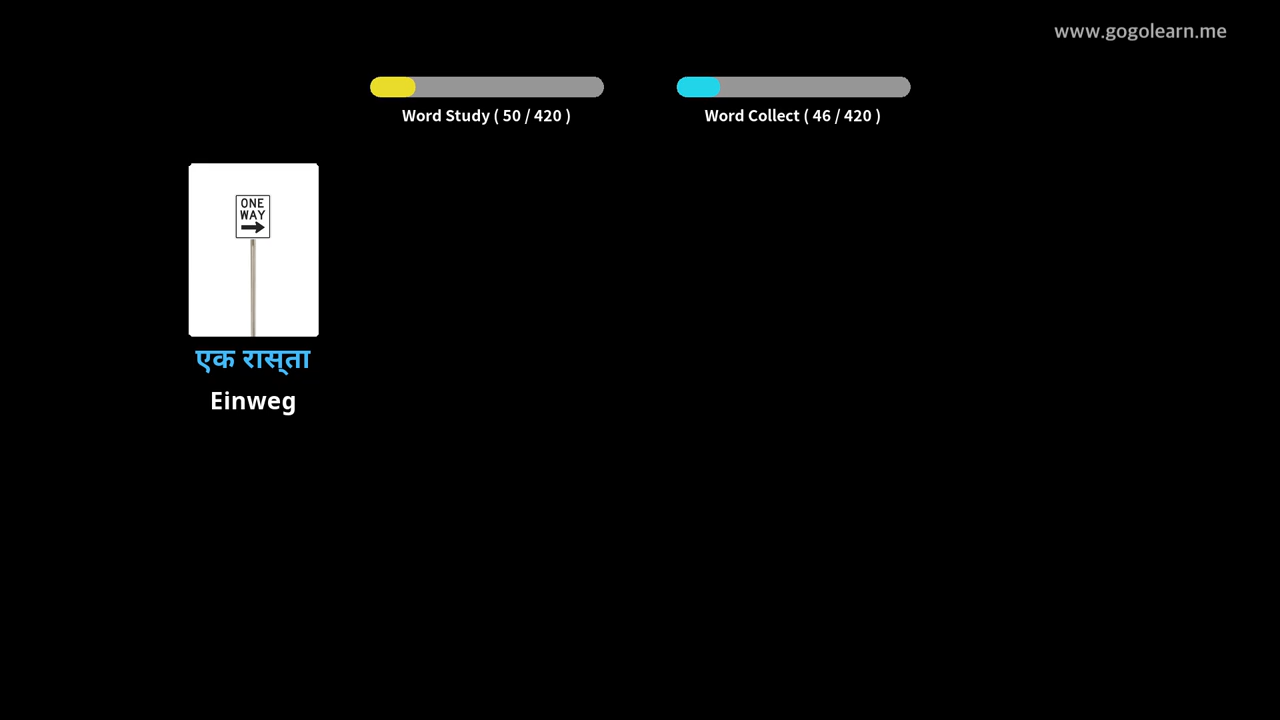 www.gogolearn.me
Word Study ( 50 / 420 )
Word Collect ( 46 / 420 )
ONE
WAY
एक रास्ता
Einweg